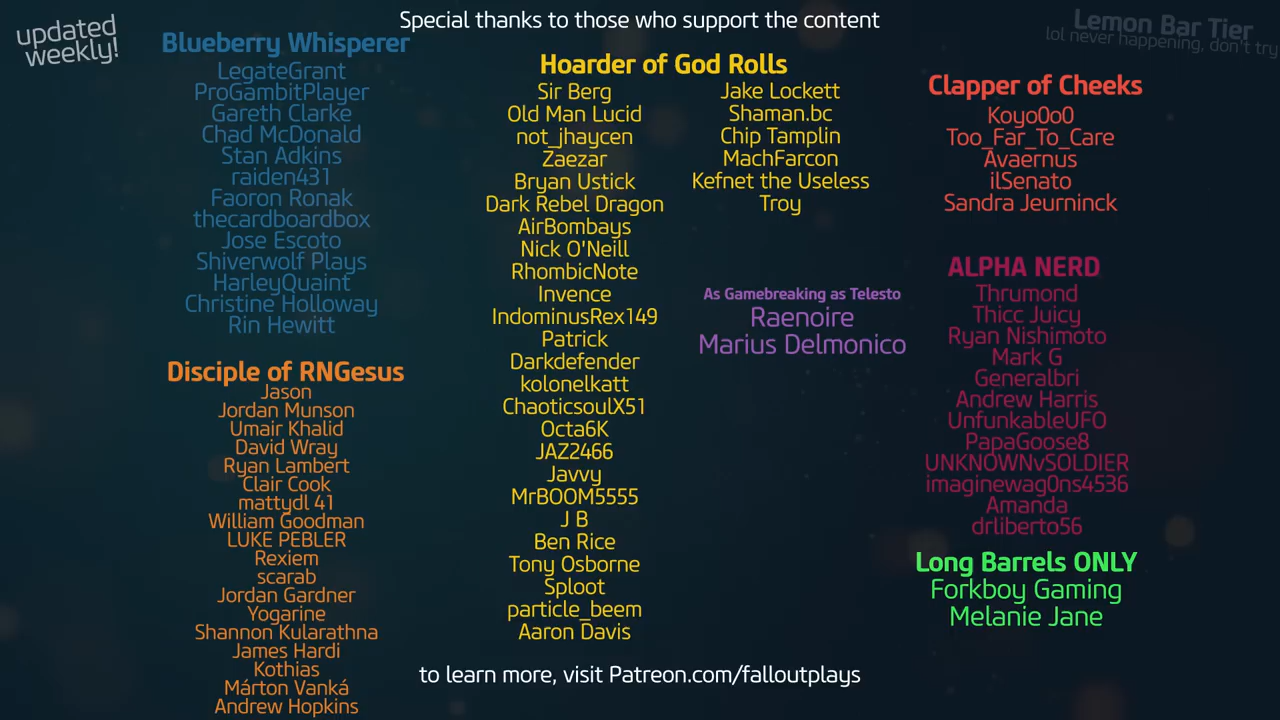 Special thanks to those who support the content
updated
weekly!
Blueberry Whisperer
LegateGrant
ProGambitPlayer
Gareth Clarke
Chad McDonald
Stan Adkins
raiden431
Faoron Ronak
thecardboardbox
Jose Escoto
Shiverwolf Plays
HarleyQuaint
Christine Holloway
Rin Hewitt
Disciple of RNGesus
Jason
Jordan Munson
Umair Khalid
David Wray
Ryan Lambert
Clair Cook
mattydl 41
William Goodman
LUKE PEBLER
Rexiem
scarab
Jordan Gardner
Yogarine
Shannon Kularathna
James Hardi
Kothias
Márton Vanká
Andrew Hopkins
Hoarder of God Rolls
Sir Berg
Old Man Lucid
not_jhaycen
Zaezar
Bryan Ustick
Dark Rebel Dragon
AirBombays
Nick O'Neill
RhombicNote
Invence
IndominusRex149
Patrick
Darkdefender
kolonelkatt
ChaoticsoulX51
Octa6K
JAZ2466
Javvy
MrBOOM5555
J B
Ben Rice
Tony Osborne
Sploot
particle_beem
Aaron Davis
Jake Lockett
Shaman.bc
Chip Tamplin
MachFarcon
Kefnet the Useless
Troy
As Gamebreaking as Telesto
Raenoire
Marius Delmonico
Lemon Bar Tier
lol never happening, don't try
Clapper of Cheeks
Koyo0o0
Too_Far_To_Care
Avaernus
ilSenato
Sandra Jeurninck
ALPHA NERD
Thrumond
Thicc Juicy
Ryan Nishimoto
Mark G
Generalbri
Andrew Harris
UnfunkableUFO
PapaGoose8
UNKNOWNvSOLDIER
imaginewag0ns4536
Amanda
drliberto56
Long Barrels ONLY
Forkboy Gaming
Melanie Jane
to learn more, visit Patreon.com/falloutplays